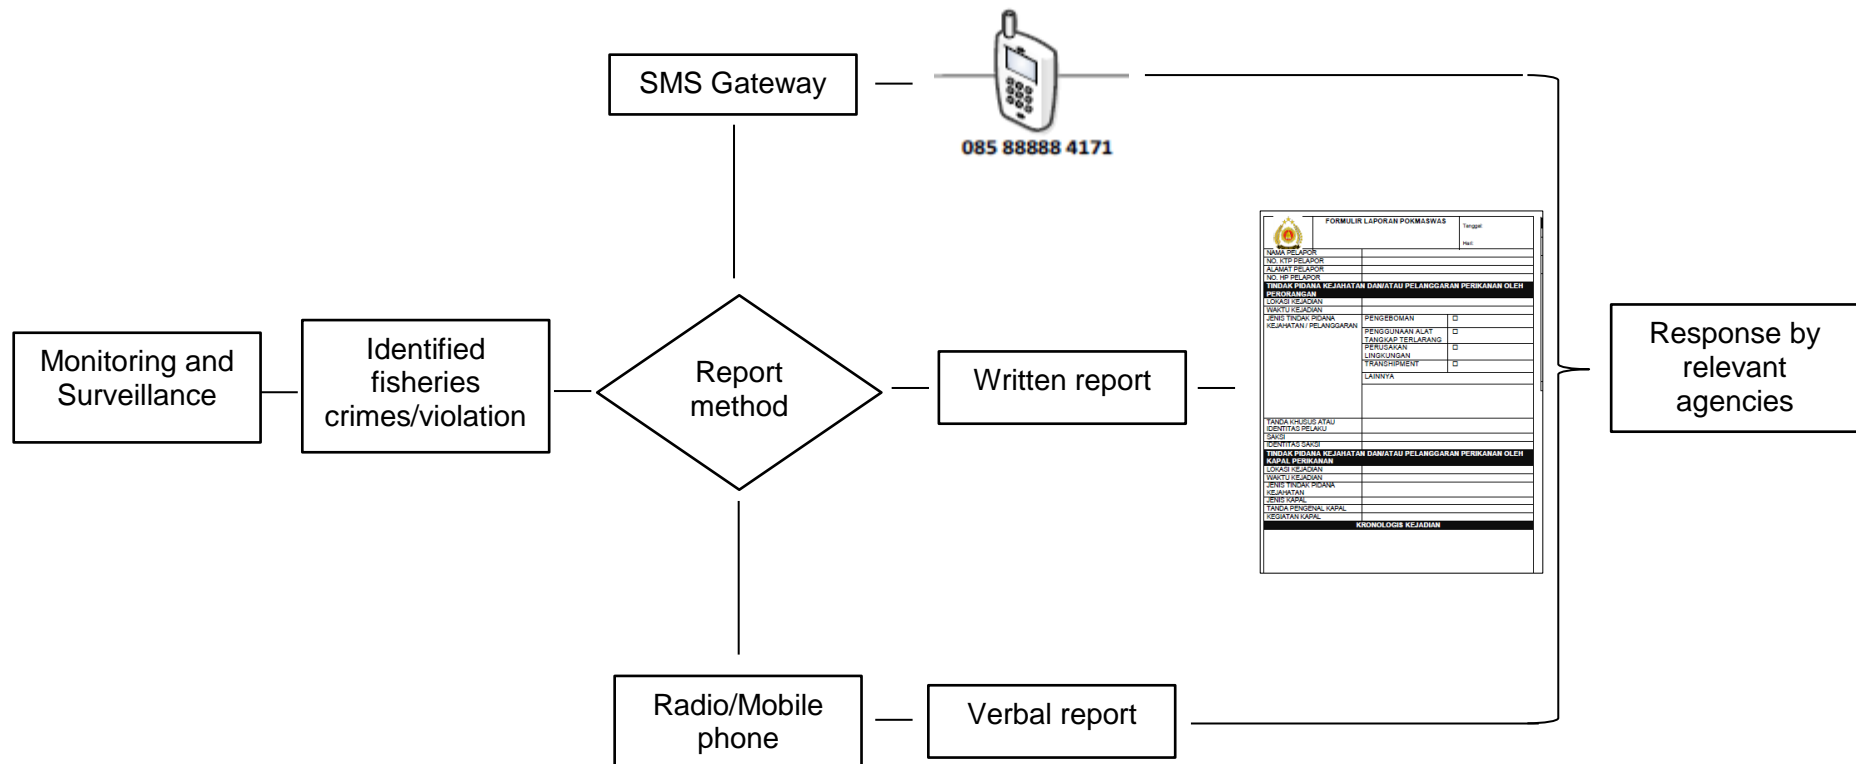 SMS Gateway
085 88888 4171
Monitoring and
Surveillance
Identified
fisheries
crimes/violation
Report
method
Written report
FORMULIR LAPORAN POKMASWAS
Tanggal
Hari
NAMA PELAPOR
NO. KTP PELAPOR
ALAMAT PELAPOR
NO. HP PELAPOR
TINDAK PIDANA KEJAHATAN DAN/ATAU PELANGGARAN PERIKANAN OLEH
PERORANGAN
LOKASI KEJADIAN
WAKTU KEJADIAN
JENIS TINDAK PIDANA
KEJAHATAN / PELANGGARAN
PENGEBOMAN
PENGGUNAAN ALAT
TANGKAP TERLARANG
PERUSAKAN
LINGKUNGAN
TRANSHIPMENT
LAINNYA
TANDA KHUSUS ATAU
IDENTITAS PELAKU
SAKSI
IDENTITAS SAKSI
TINDAK PIDANA KEJAHATAN DAN/ATAU PELANGGARAN PERIKANAN OLEH
KAPAL PERIKANAN
LOKASI KEJADIAN
WAKTU KEJADIAN
JENIS TINDAK PIDANA
KEJAHATAN
JENIS KAPAL
TANDA PENGENAL KAPAL
KEGIATAN KAPAL
KRONOLOGIS KEJADIAN
Response by
relevant
agencies
Radio/Mobile
phone
Verbal report